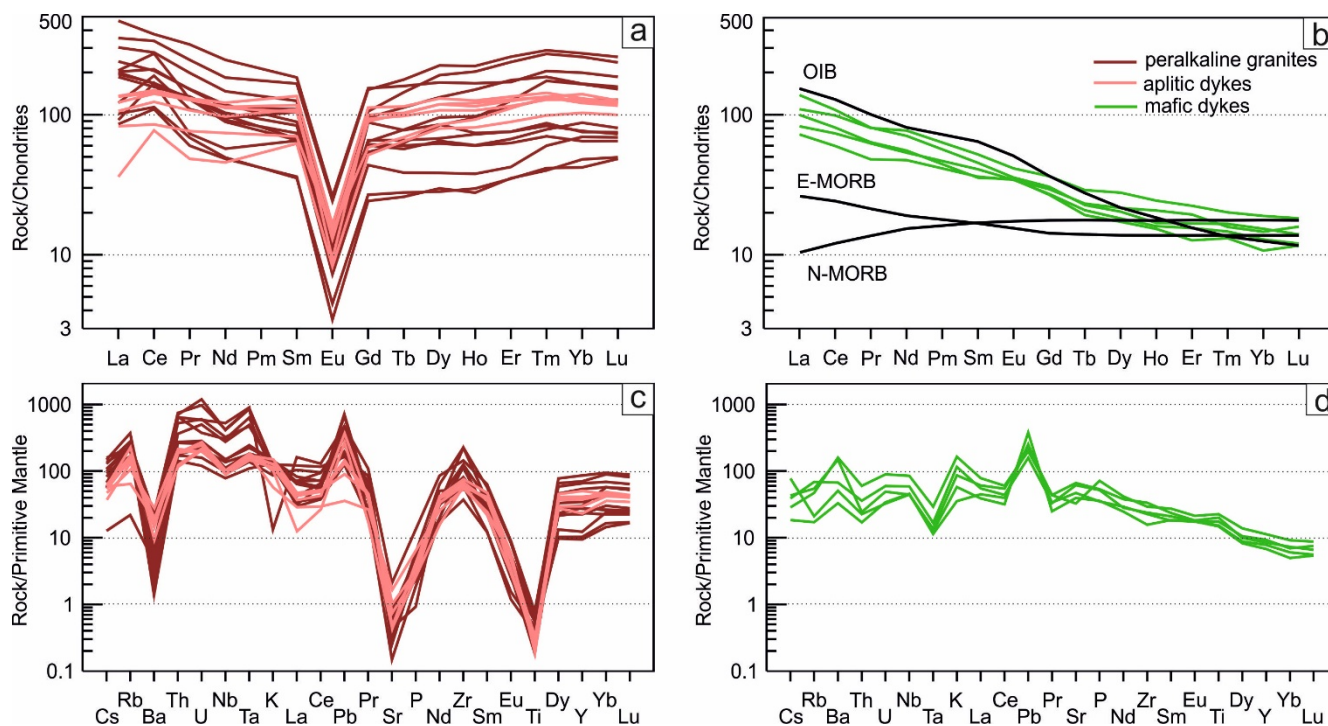 a
500
100
10
3
Rock/Chondrites
La Ce Pr Nd Pm Sm Eu Gd Tb Dy Ho Er Tm Yb Lu
b
500
100
10
3
Rock/Chondrites
OIB
E-MORB
N-MORB
peralkaline granites
aplitic dykes
mafic dykes
La Ce Pr Nd Pm Sm Eu Gd Tb Dy Ho Er Tm Yb Lu
c
1000
100
10
1
0.1
Rock/Primitive Mantle
Rb Th Nb K Ce Pr P Zr Eu Dy Yb
Cs Ba U Ta La Pb Sr Nd Sm Ti Y Lu
d
1000
100
10
1
0.1
Rock/Primitive Mantle
Rb Th Nb K Ce Pr P Zr Eu Dy Yb
Cs Ba U Ta La Pb Sr Nd Sm Ti Y Lu